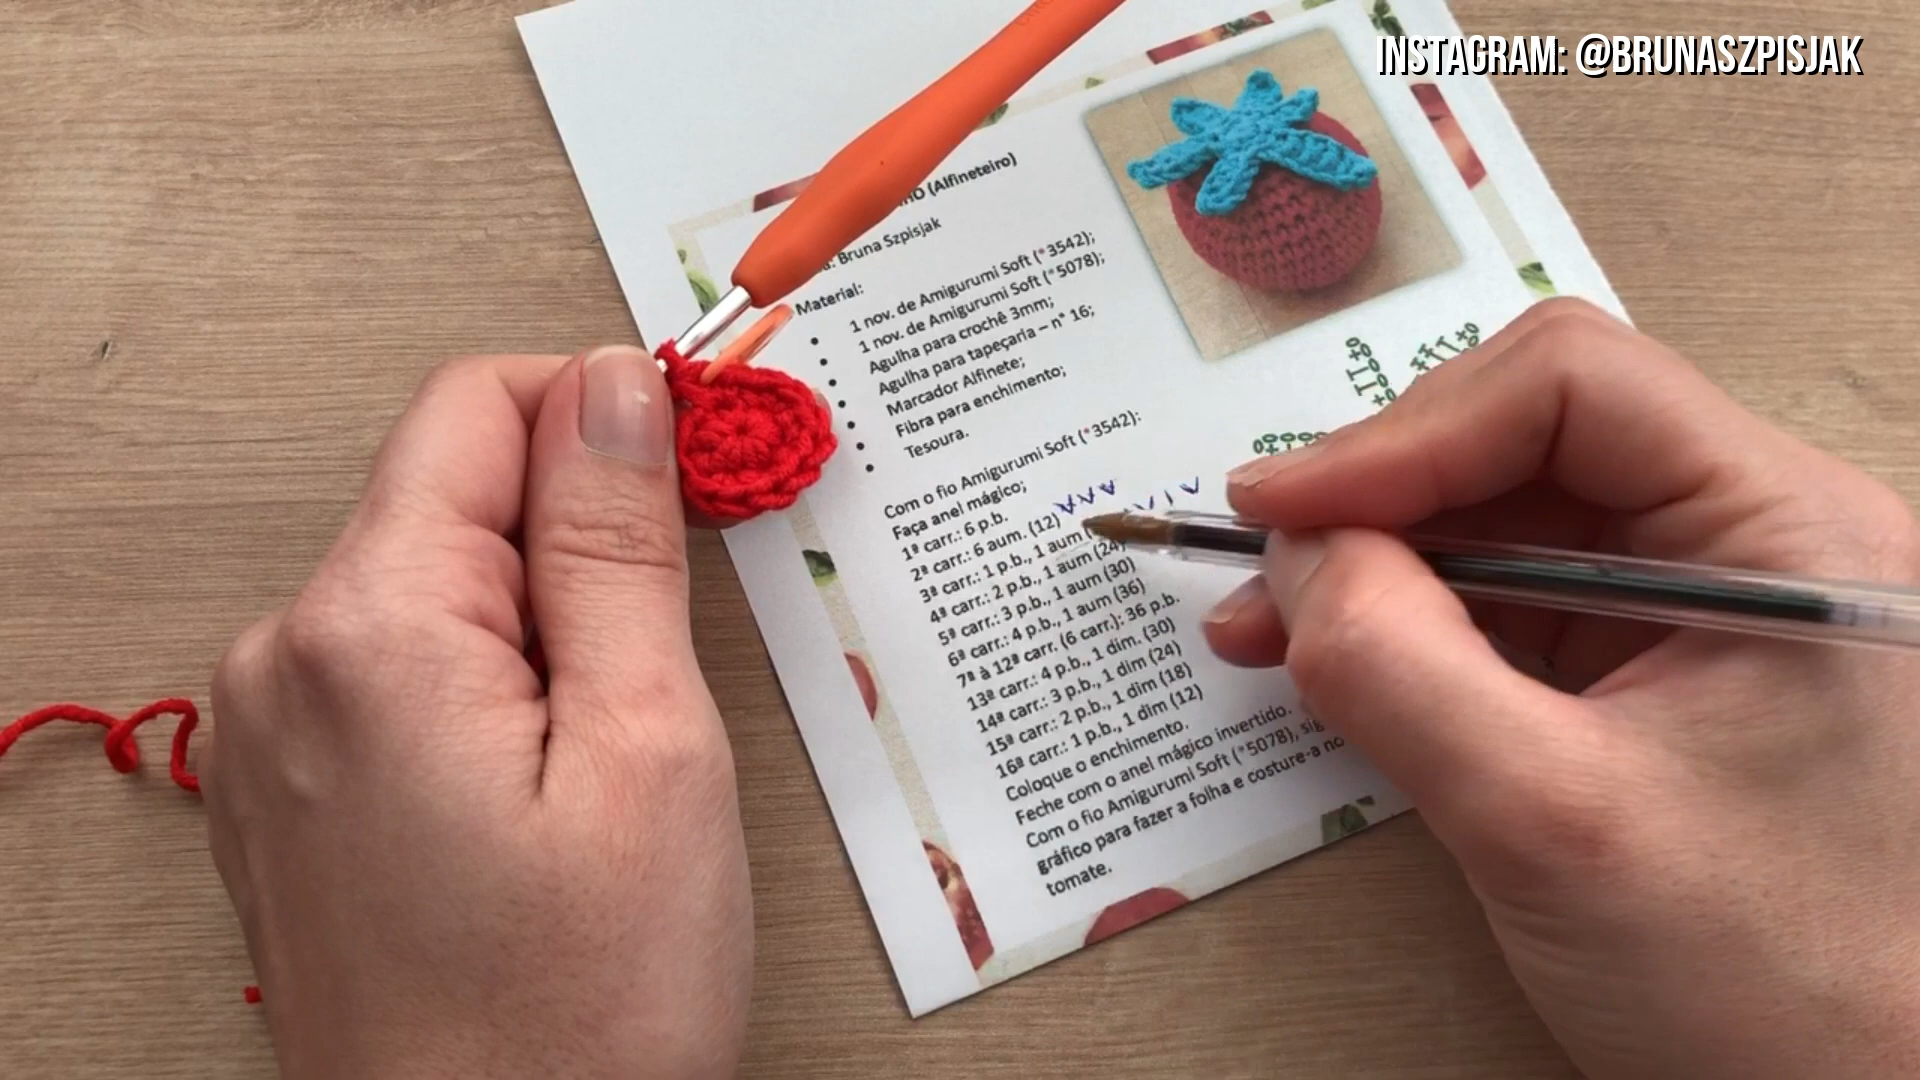 INSTAGRAM: @BRUNASZPISJAK
(Alfineteiro)
Bruna Szpisjak
Material:
1 nov. de Amigurumi Soft (*3542);
1 nov. de Amigurumi Soft (*5078);
Agulha para crochê 3mm;
Agulha para tapeçaria – n° 16;
Marcador Alfinete;
Fibra para enchimento;
Tesoura.
Com o fio Amigurumi Soft (*3542):
Faça anel mágico;
1ª carr.: 6 p.b.
2ª carr.: 6 aum. (12)
3ª carr.: 1 p.b., 1 aum
4ª carr.: 2 p.b., 1 aum (24)
5ª carr.: 3 p.b., 1 aum (30)
6ª carr.: 4 p.b., 1 aum (36)
7ª à 12ª carr. (6 carr.): 36 p.b.
13ª carr.: 4 p.b., 1 dim. (30)
14ª carr.: 3 p.b., 1 dim (24)
15ª carr.: 2 p.b., 1 dim (18)
16ª carr.: 1 p.b., 1 dim (12)
Coloque o enchimento.
Feche com o anel mágico invertido.
Com o fio Amigurumi Soft (*5078),
gráfico para fazer a folha e costure-a no
tomate.